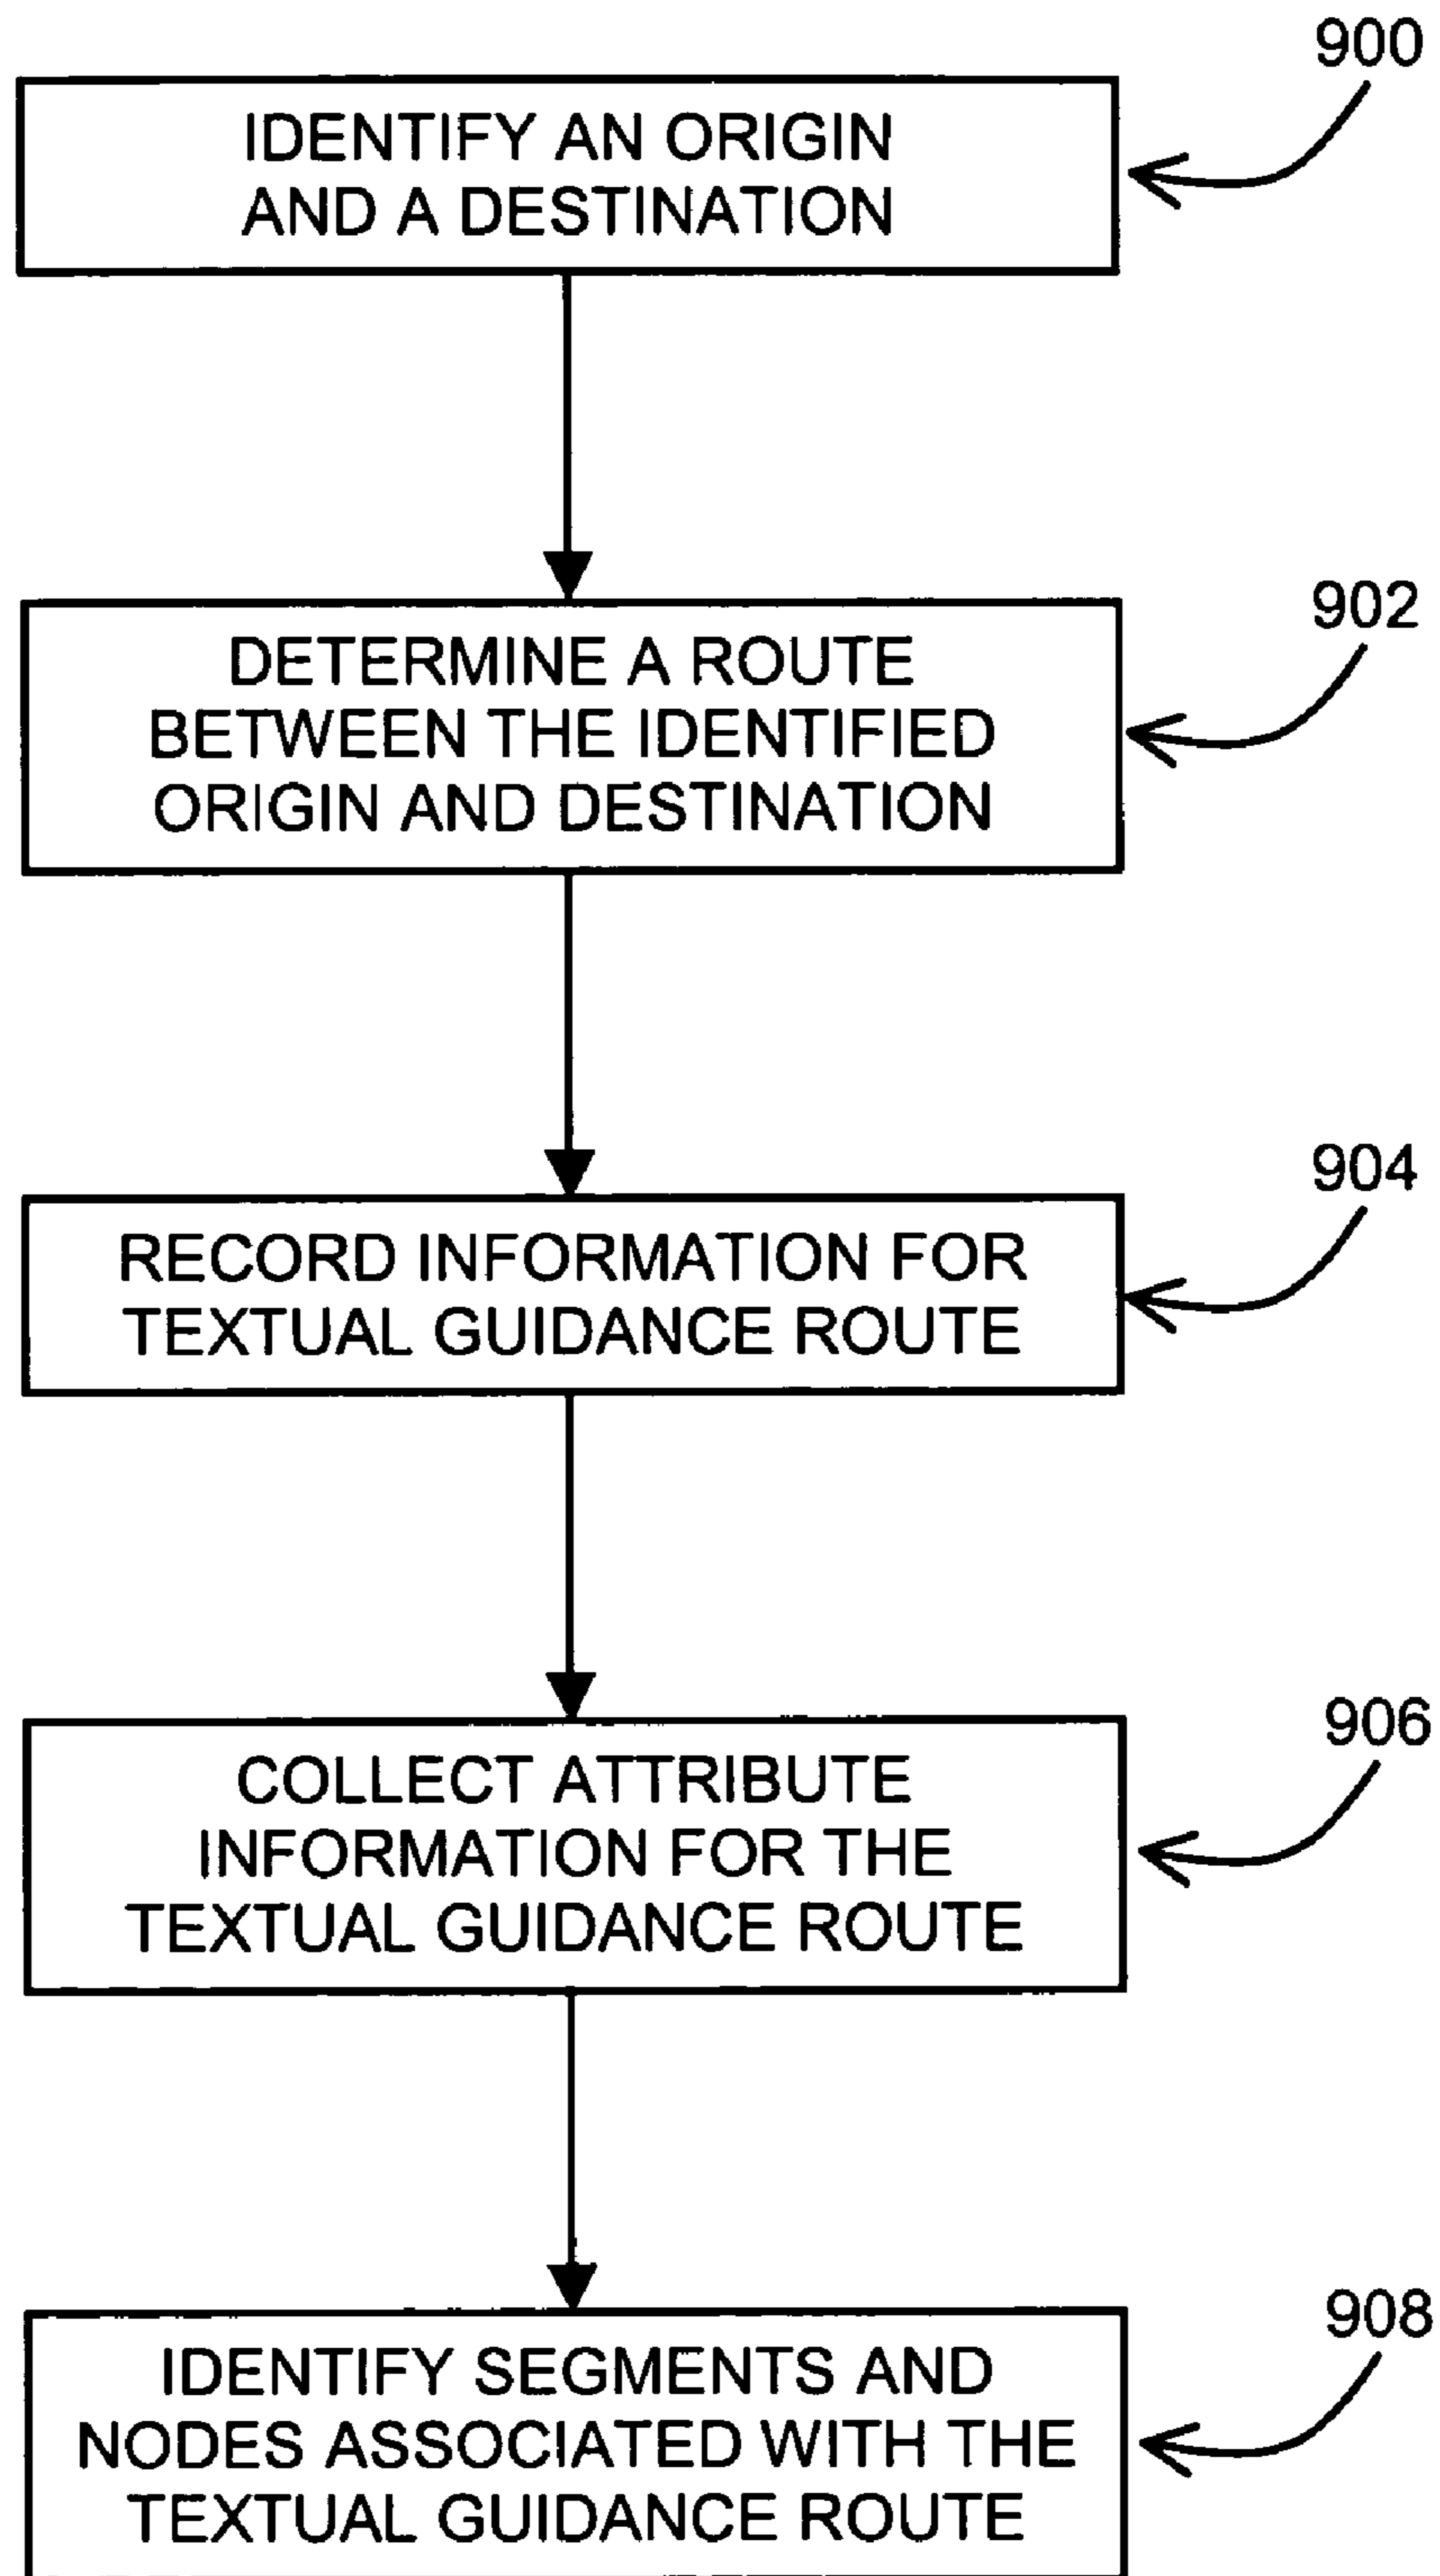 900
IDENTIFY AN ORIGIN
AND A DESTINATION
902
DETERMINE A ROUTE
BETWEEN THE IDENTIFIED
ORIGIN AND DESTINATION
904
RECORD INFORMATION FOR
TEXTUAL GUIDANCE ROUTE
906
COLLECT ATTRIBUTE
INFORMATION FOR THE
TEXTUAL GUIDANCE ROUTE
908
IDENTIFY SEGMENTS AND
NODES ASSOCIATED WITH THE
TEXTUAL GUIDANCE ROUTE